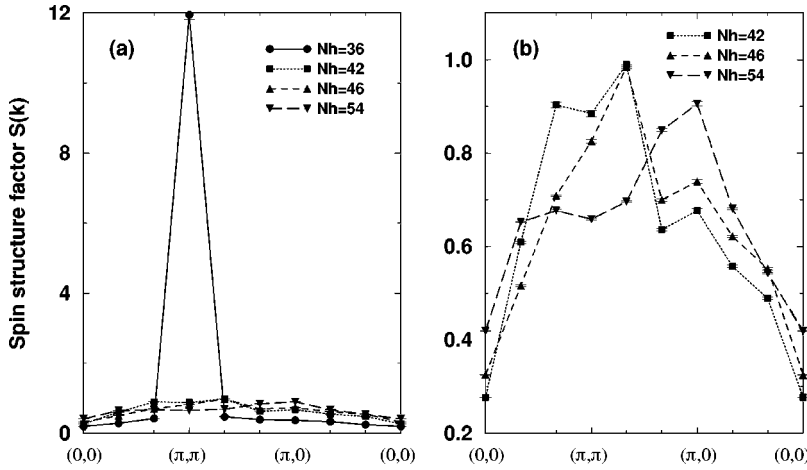 Spin structure factor S(k)
12
8
4
0
(a)
Nh=36
Nh=42
Nh=46
Nh=54
(0,0) (π,π) (π,0) (0,0)
1.0
0.8
0.6
0.4
0.2
(b)
Nh=42
Nh=46
Nh=54
(0,0) (π,π) (π,0) (0,0)